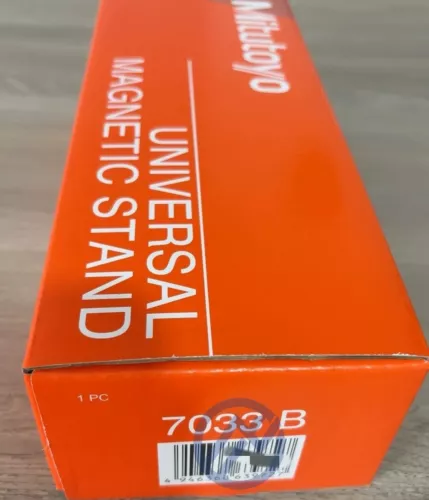 Mitutoyo
UNIVERSAL
MAGNETIC STAND
1 PC
7033 B